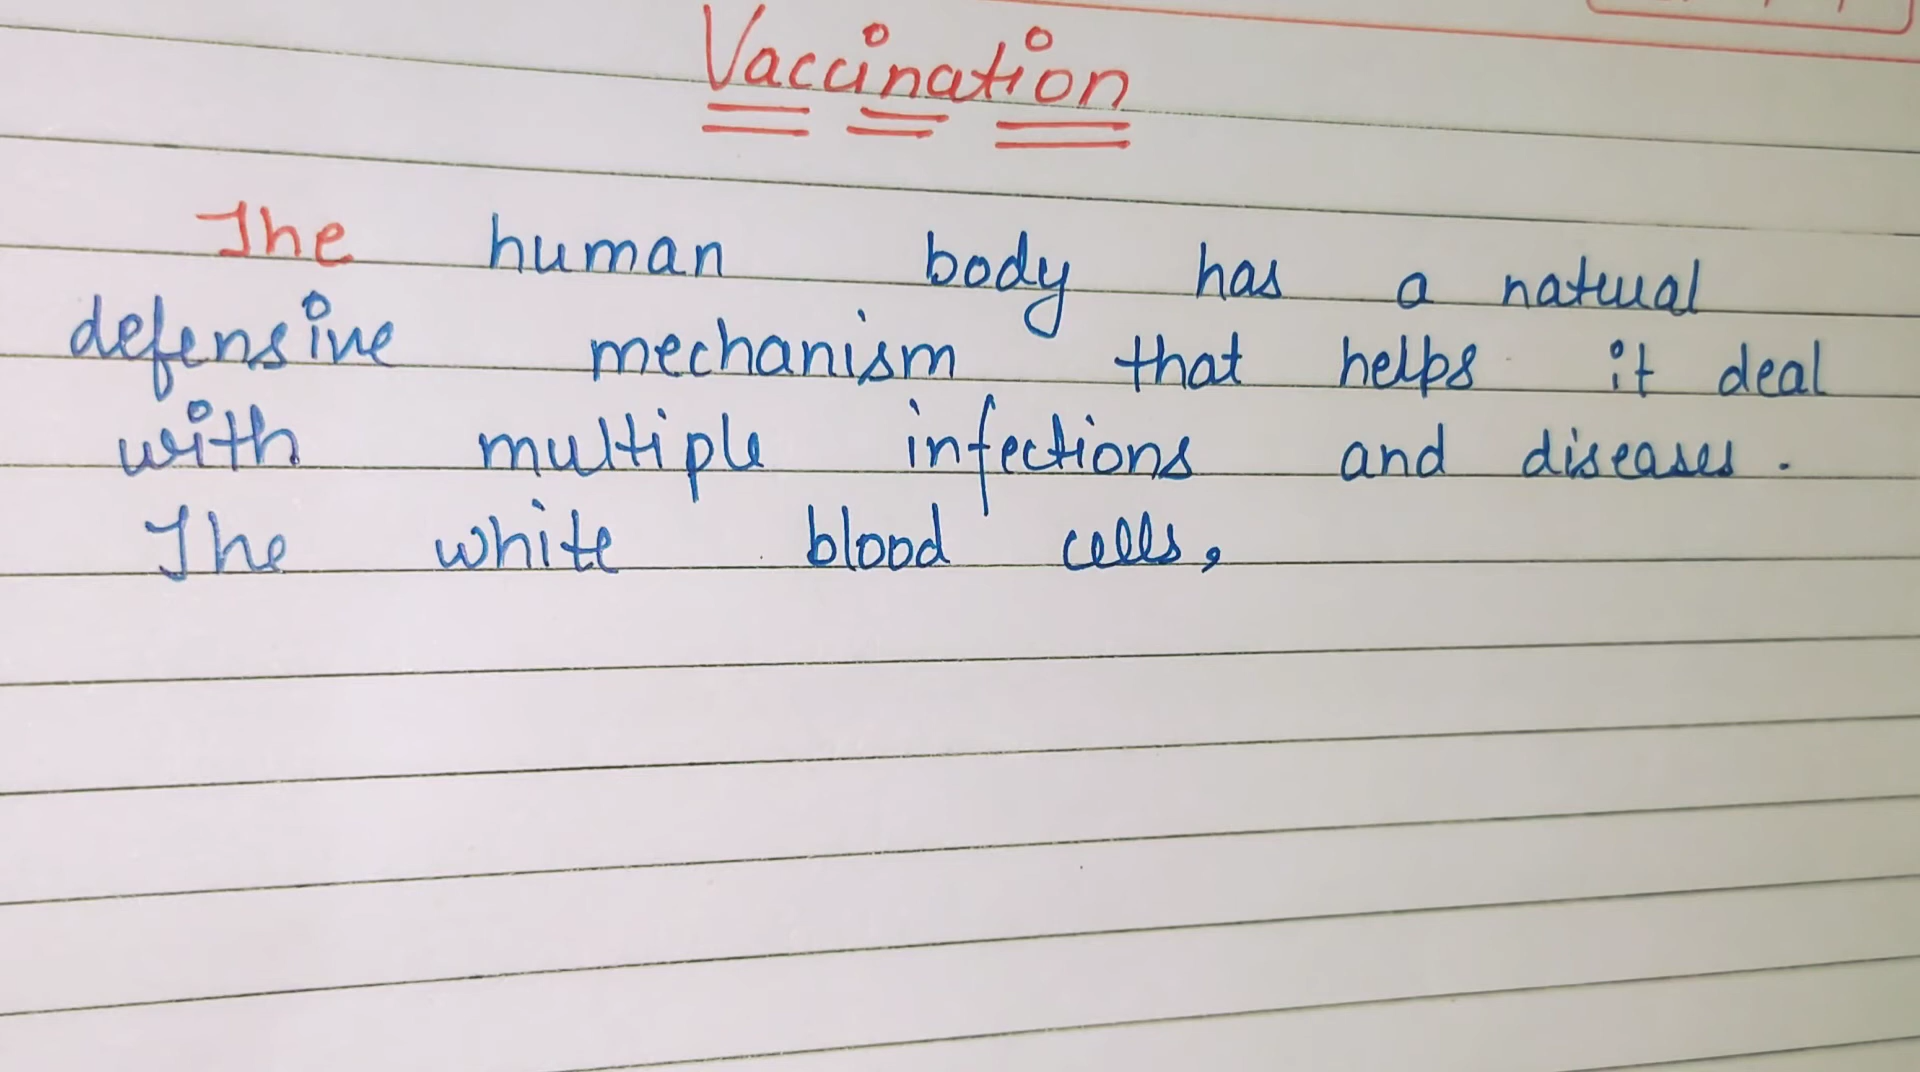 Vaccination
The human body has a natural
defensive mechanism that helps it deal
with multiple infections and diseases.
The white blood cells,